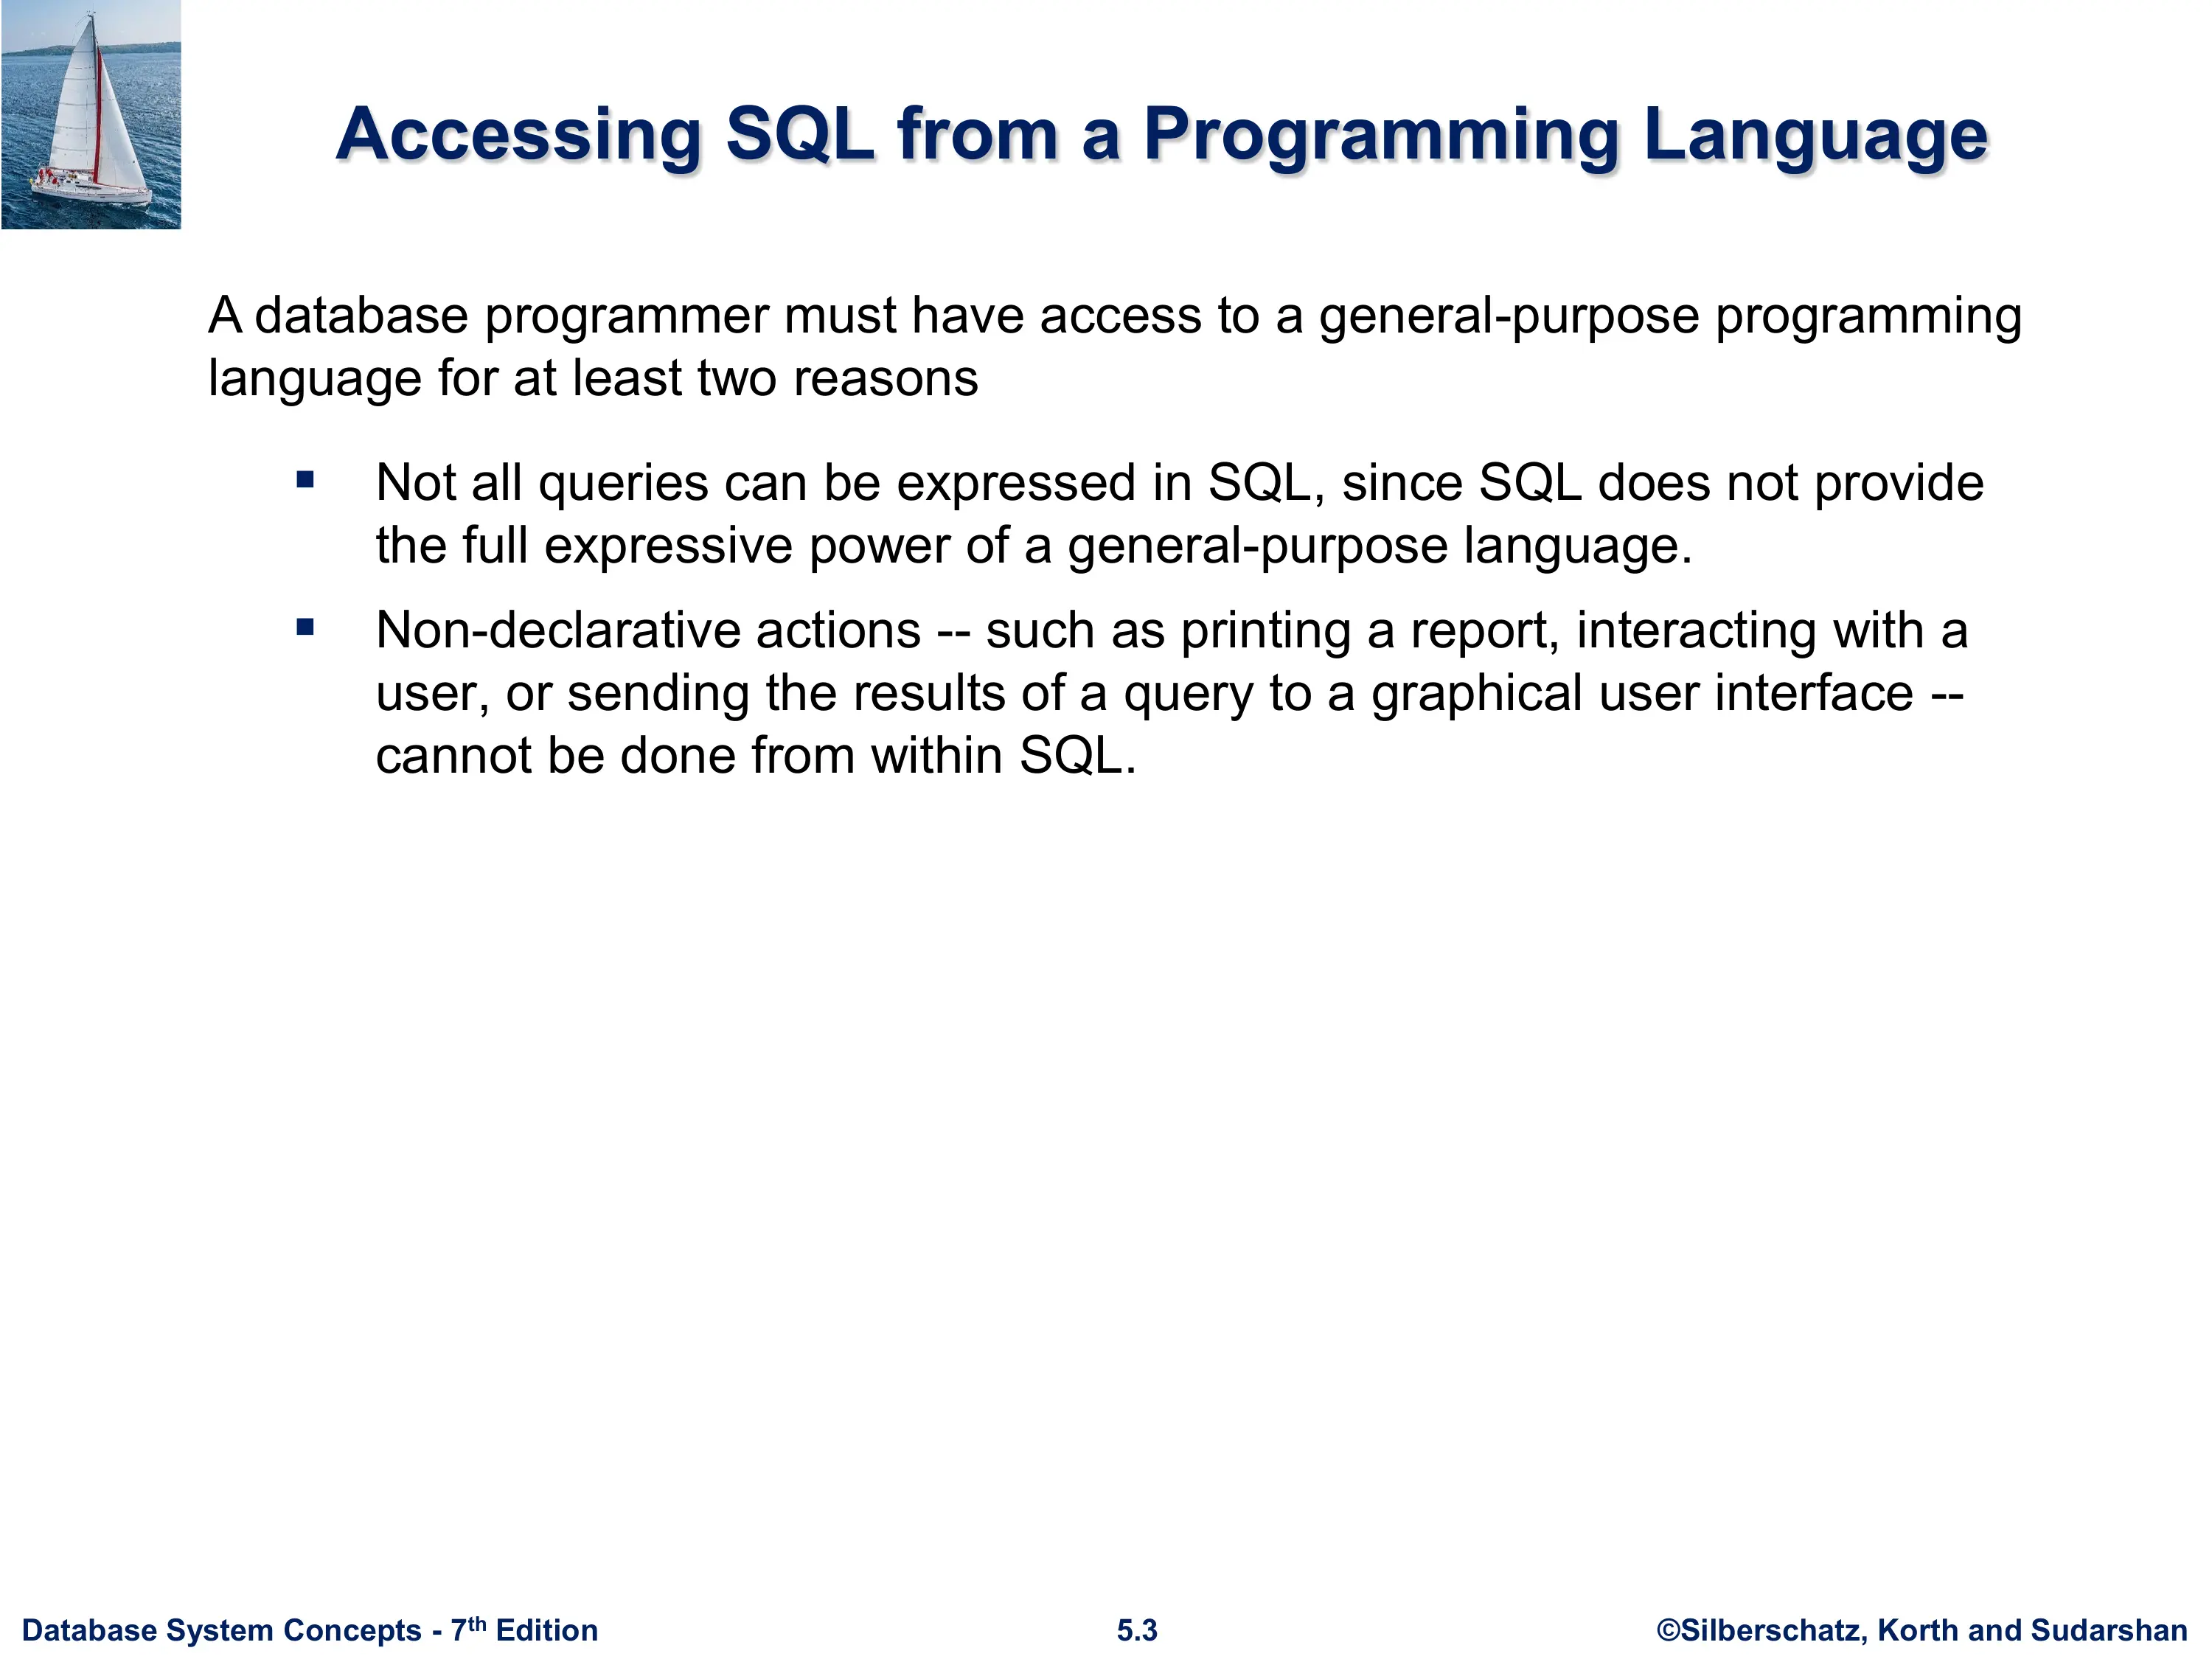 Accessing SQL from a Programming Language
A database programmer must have access to a general-purpose programming
language for at least two reasons
▪ Not all queries can be expressed in SQL, since SQL does not provide
the full expressive power of a general-purpose language.
▪ Non-declarative actions -- such as printing a report, interacting with a
user, or sending the results of a query to a graphical user interface --
cannot be done from within SQL.
Database System Concepts - 7th Edition
5.3
©Silberschatz, Korth and Sudarshan